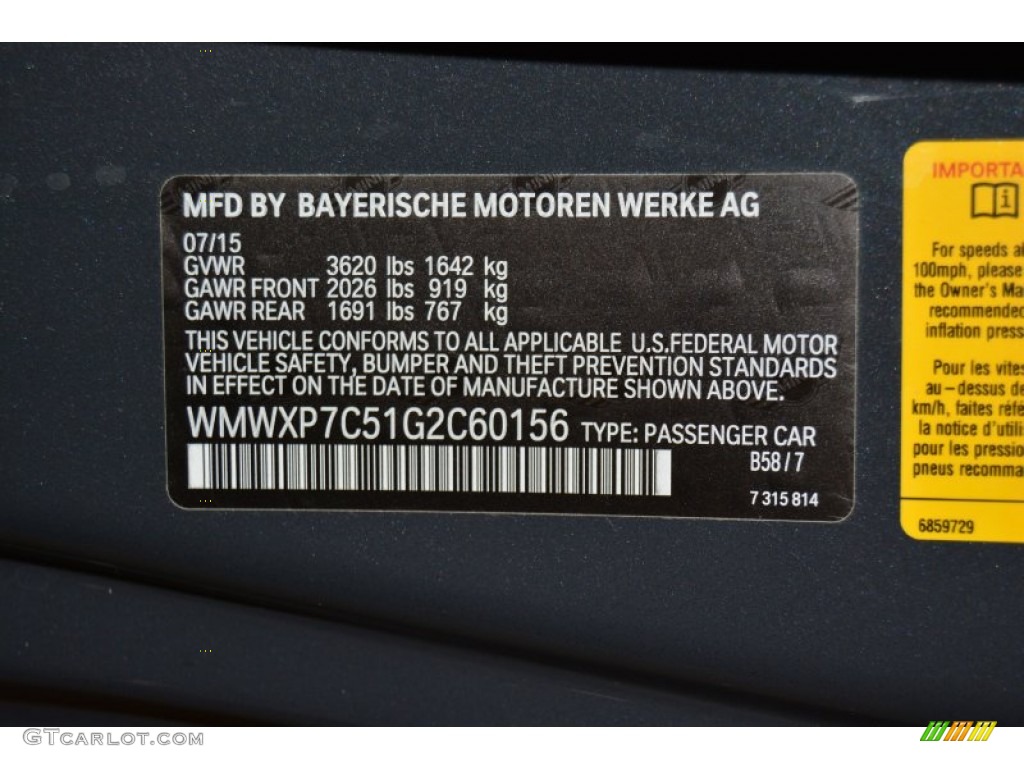 MFD BY BAYERISCHE MOTOREN WERKE AG
07/15
GVWR 3620 lbs 1642 kg
GAWR FRONT 2026 lbs 919 kg
GAWR REAR 1691 lbs 767 kg
THIS VEHICLE CONFORMS TO ALL APPLICABLE U.S.FEDERAL MOTOR
VEHICLE SAFETY, BUMPER AND THEFT PREVENTION STANDARDS
IN EFFECT ON THE DATE OF MANUFACTURE SHOWN ABOVE.
WMWXP7C51G2C60156 TYPE: PASSENGER CAR
B58/7
7 315 814
IMPORTA
i
For speeds a
100mph, please
the Owner's Ma
recommended
inflation press
Pour les vites
au-dessus de
km/h, faites réfé
la notice d'utili
pour les pressio
pneus recomma
6859729
GTCARLOT.COM